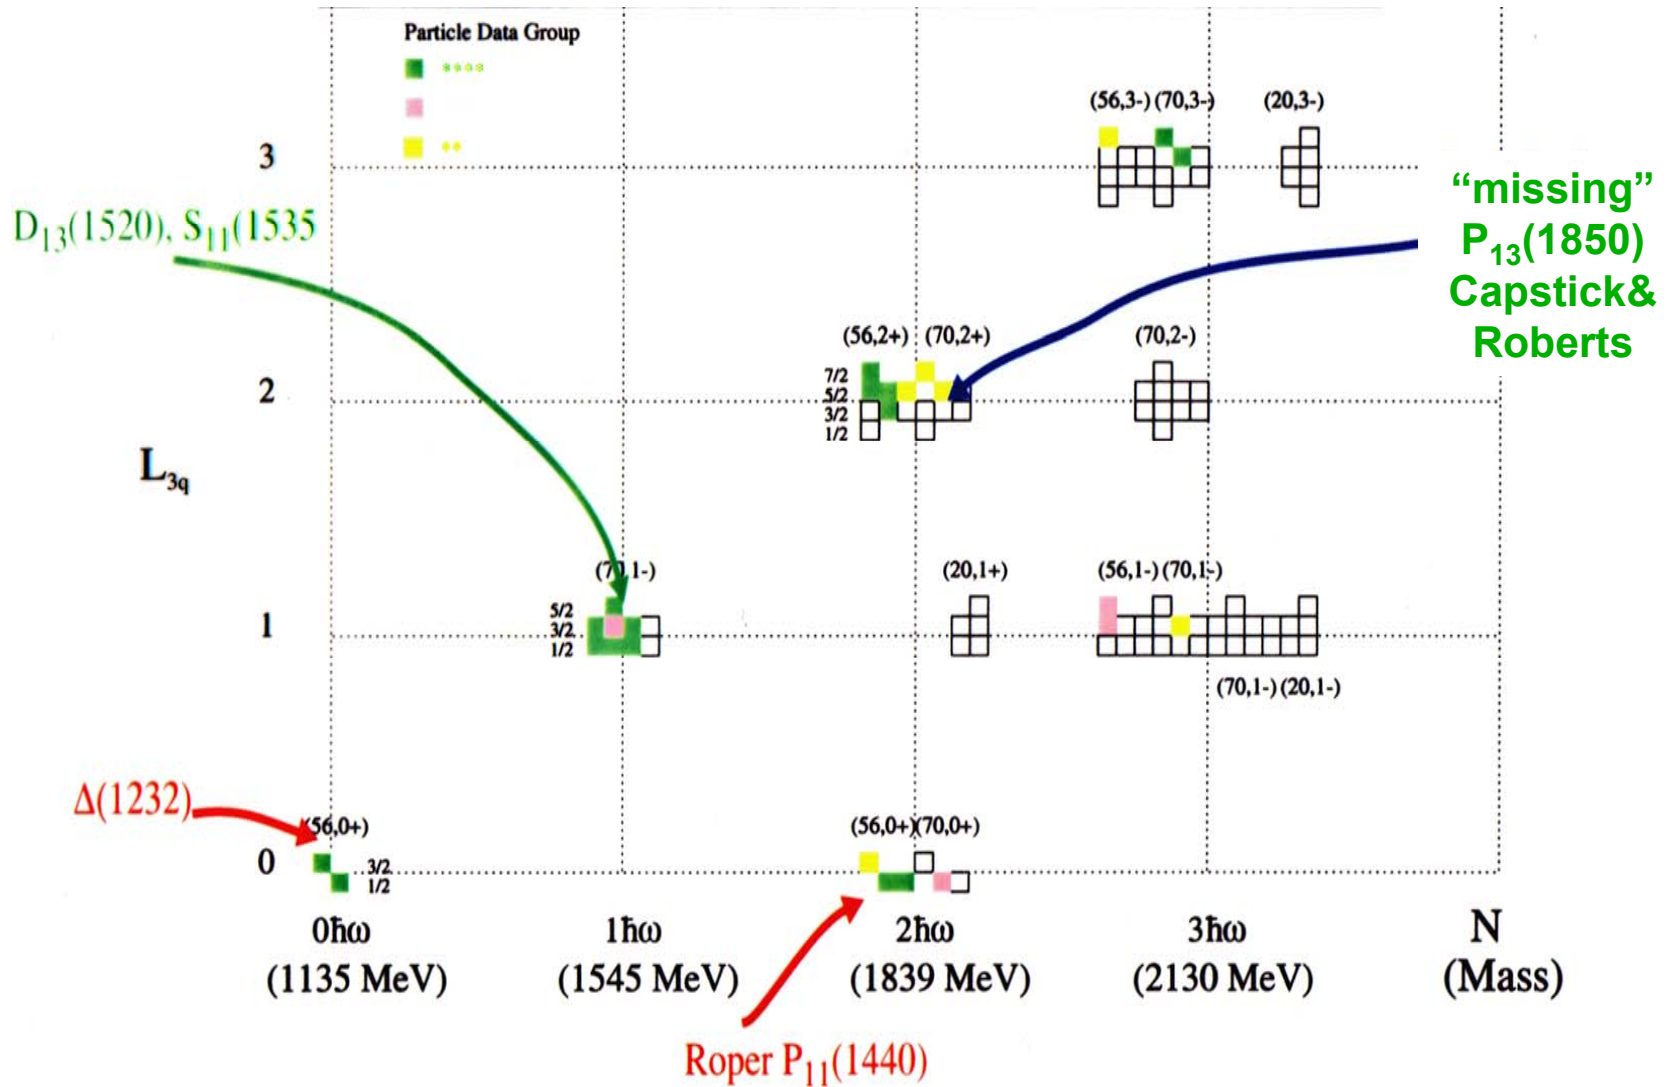 Particle Data Group
****
**
(56,3-) (70,3-) (20,3-)
3
"missing"
P13(1850)
Capstick&
Roberts
D13(1520), S11(1535
(56,2+) (70,2+) (70,2-)
7/2
5/2
3/2
1/2
2
L3q
(70,1-) (20,1+) (56,1-) (70,1-)
5/2
3/2
1/2
1
(70,1-) (20,1-)
Δ(1232)
(56,0+) (56,0+) (70,0+)
0
3/2
1/2
0ħω 1ħω 2ħω 3ħω N
(1135 MeV) (1545 MeV) (1839 MeV) (2130 MeV) (Mass)
Roper P11(1440)